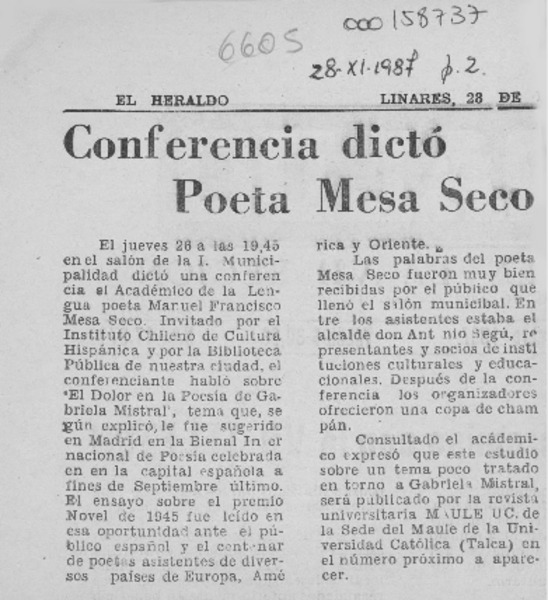 000158737
6605
28-XI-1987 p.2.
EL HERALDO LINARES, 28 DE
Conferencia dictó
Poeta Mesa Seco
El jueves 26 a las 19,45
en el salón de la I. Munici-
palidad dictó una conferen
cia el Académico de la Len-
gua poeta Manuel Francisco
Mesa Seco. Invitado por el
Instituto Chileno de Cultura
Hispánica y por la Biblioteca
Pública de nuestra ciudad, el
conferenciante habló sobre
"El Dolor en la Poesía de Ga-
briela Mistral', tema que, se
gún explicó, le fue sugerido
en Madrid en la Bienal In er
nacional de Poesía celebrada
en en la capital española a
fines de Septiembre último.
El ensayo sobre el premio
Novel de 1945 fue leído en
esa oportunidad ante el pú-
blico español y el cent nar
de poetas asistentes de diver-
sos países de Europa, Amé
rica y Oriente.
Las palabras del poeta
Mesa Seco fueron muy bien
recibidas por el público que
llenó el salón municibal. En
tre los asistentes estaba el
alcalde don Ant nio Segú, re
presentantes y socios de insti
tuciones culturales y educa-
cionales. Después de la con-
ferencia los organizadores
ofrecieron una copa de cham
pán.
Consultado el académi-
co expresó que este estudio
sobre un tema poco tratado
en torno a Gabriela Mistral,
será publicado por la revista
universitaria MAULE UC. de
la Sede del Maule de la Uni-
versidad Católica (Talca) en
el número próximo a apare-
cer.